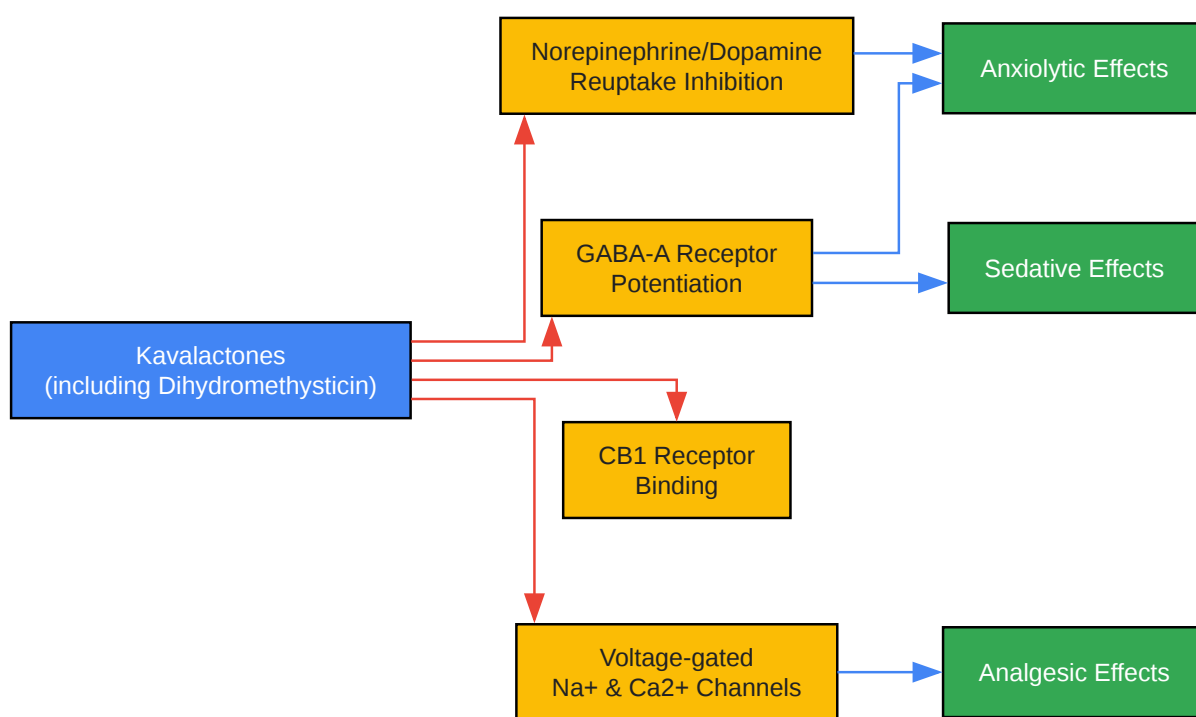 Norepinephrine/Dopamine
Reuptake Inhibition
Anxiolytic Effects
GABA-A Receptor
Potentiation
Sedative Effects
Kavalactones
(including Dihydromethysticin)
CB1 Receptor
Binding
Voltage-gated
Na+ & Ca2+ Channels
Analgesic Effects